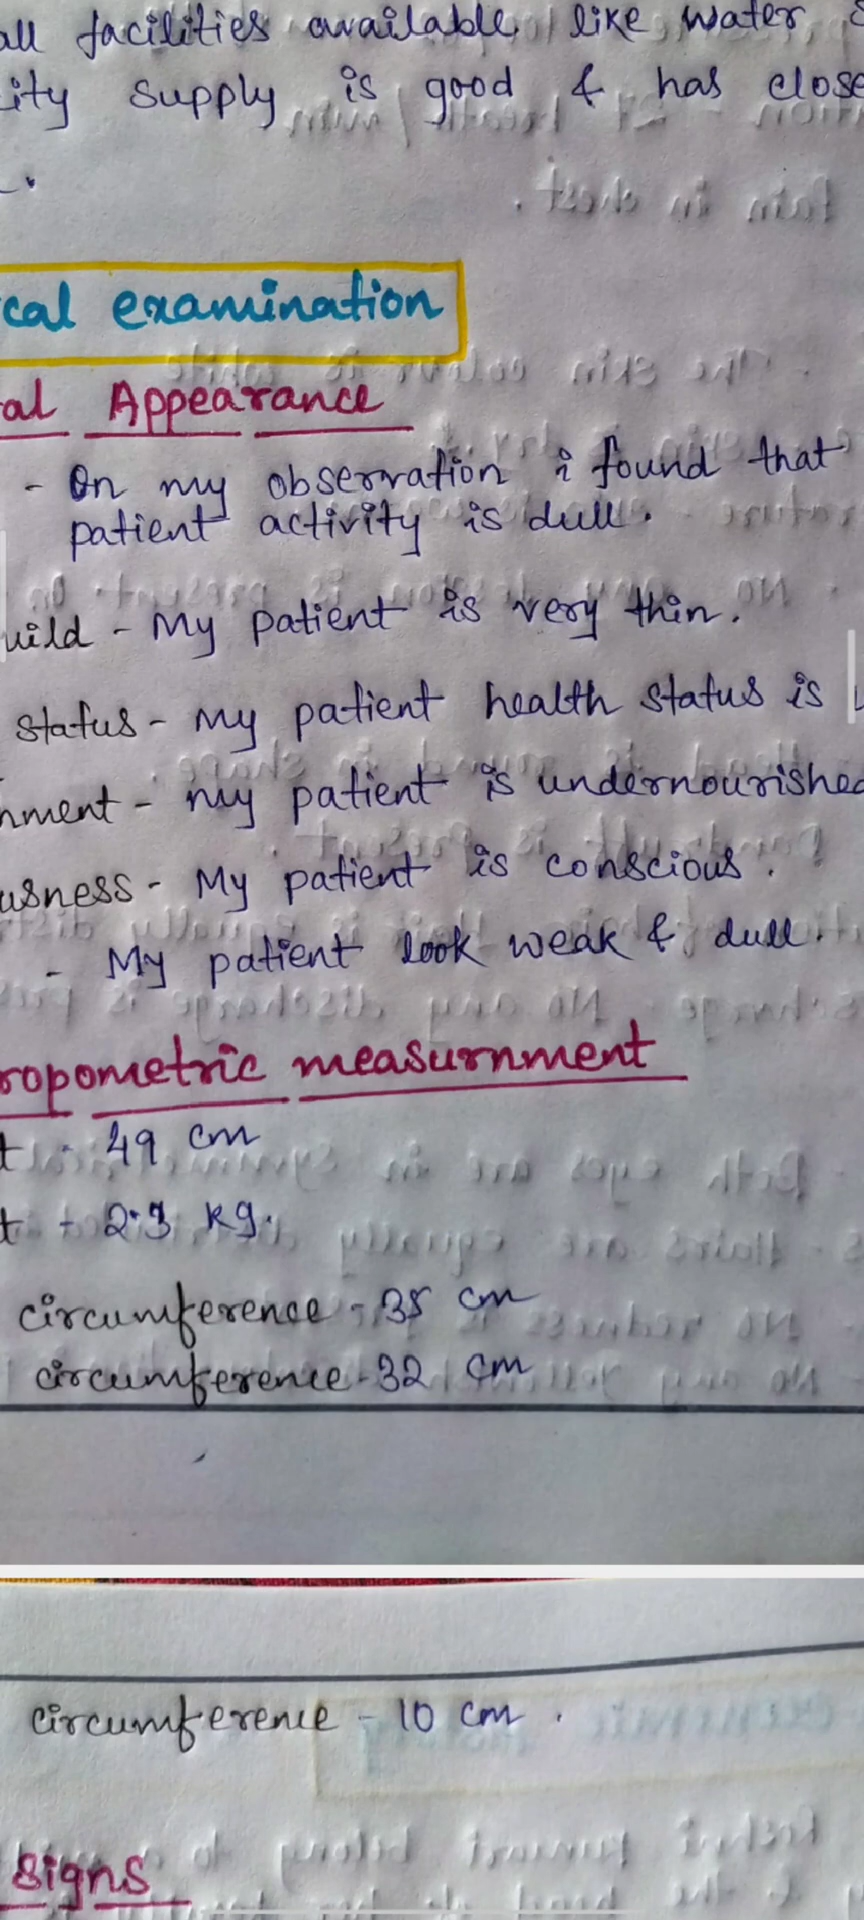 all facilities available like water &
ity supply is good & has close
cal examination
al Appearance
- On my observation i found that
patient activity is dull.
uild - My patient is very thin.
status - My patient health status is
nment - my patient is undernourished
usness - My patient is conscious.
- My patient look weak & dull.
ropometric measurnment
t - 49 cm
t - 2.3 kg.
circumference - 35 cm
circumference - 32 cm
circumference - 10 cm.
signs